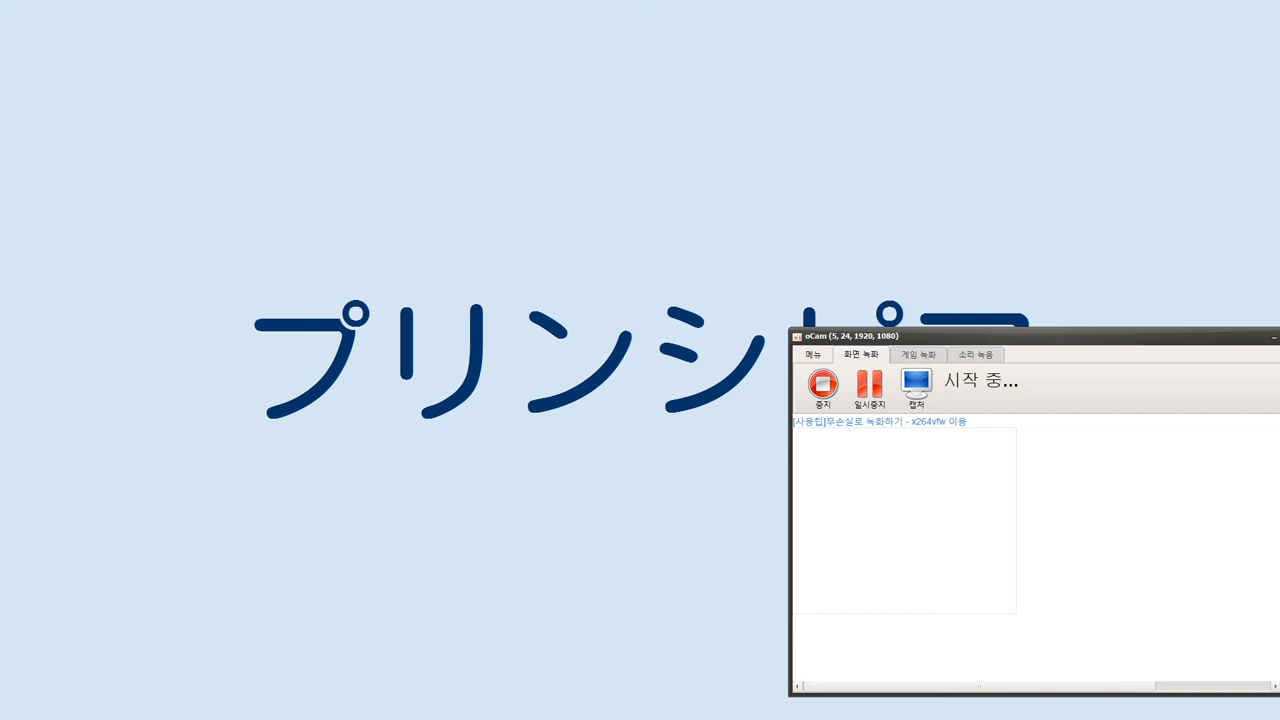 プリンシピア
oCam (5, 24, 1920, 1080)
메뉴 화면 녹화 게임 녹화 소리 녹음
중지 일시중지 캡처 시작 중...
[사용팁]무손실로 녹화하기 - x264vfw 이용